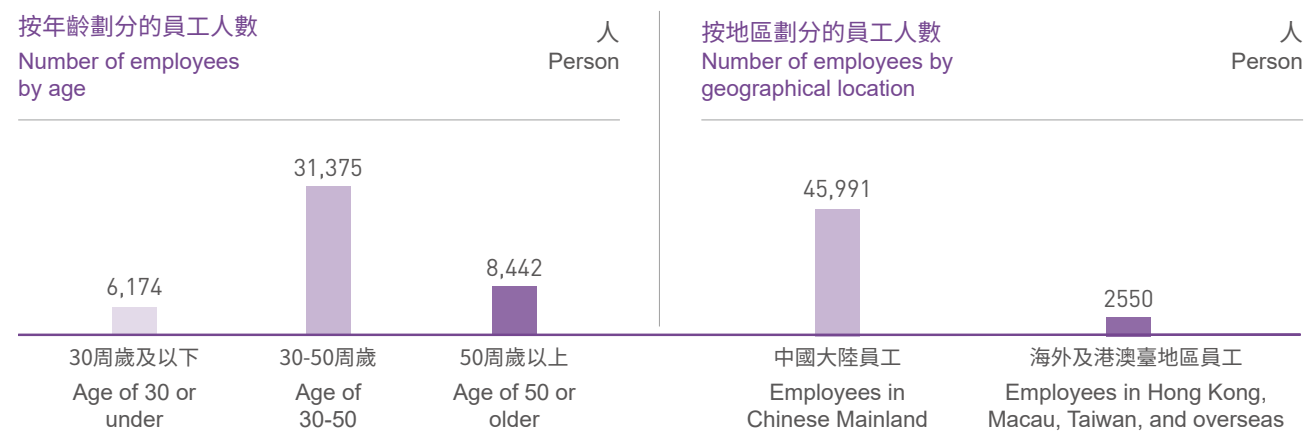 按年齡劃分的員工人數
人
Number of employees
by age
Person
31,375
8,442
6,174
30周歲及以下
30-50周歲
50周歲以上
Age of 30 or
under
Age of
30-50
Age of 50 or
older
按地區劃分的員工人數
人
Number of employees by
geographical location
Person
45,991
2550
中國大陸員工
海外及港澳臺地區員工
Employees in
Chinese Mainland
Employees in Hong Kong,
Macau, Taiwan, and overseas